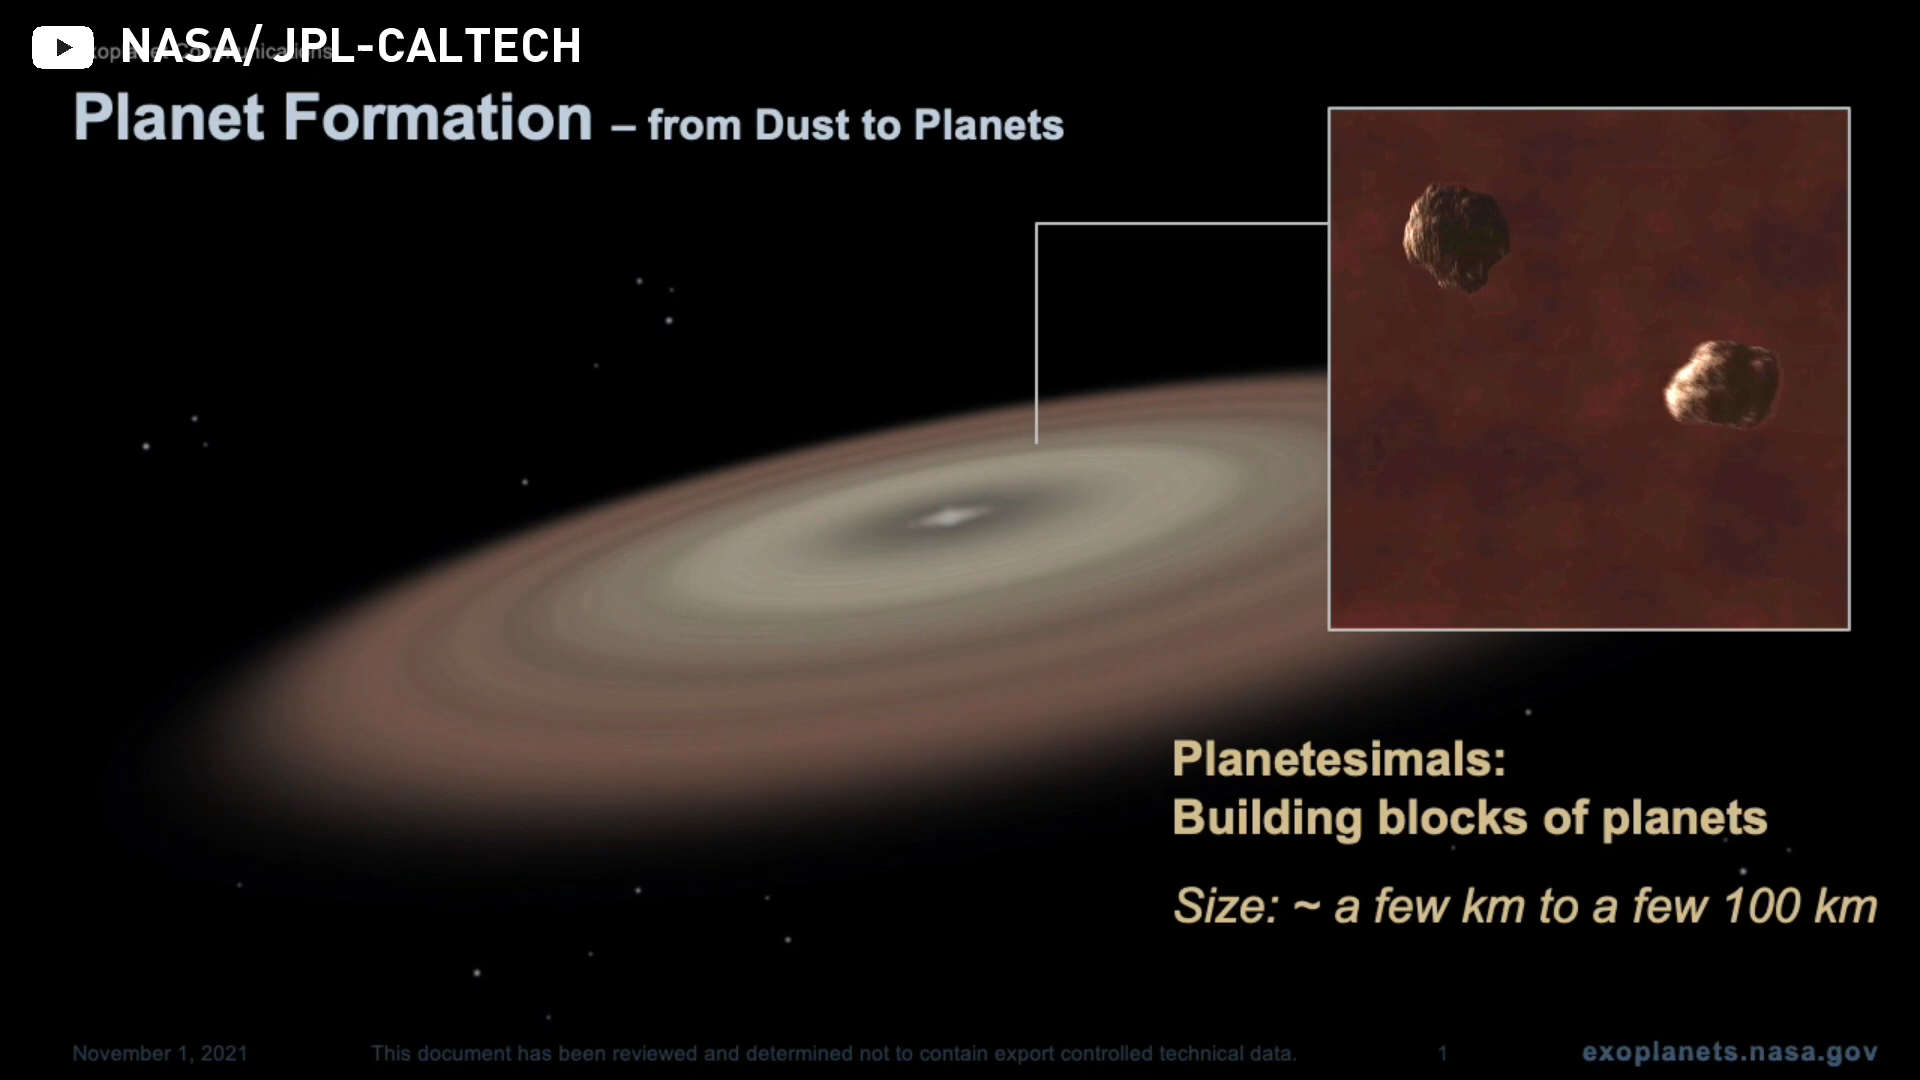 NASA/ JPL-CALTECH
Planet Formation – from Dust to Planets
Planetesimals:
Building blocks of planets
Size: ~ a few km to a few 100 km
November 1, 2021 This document has been reviewed and determined not to contain export controlled technical data. 1 exoplanets.nasa.gov